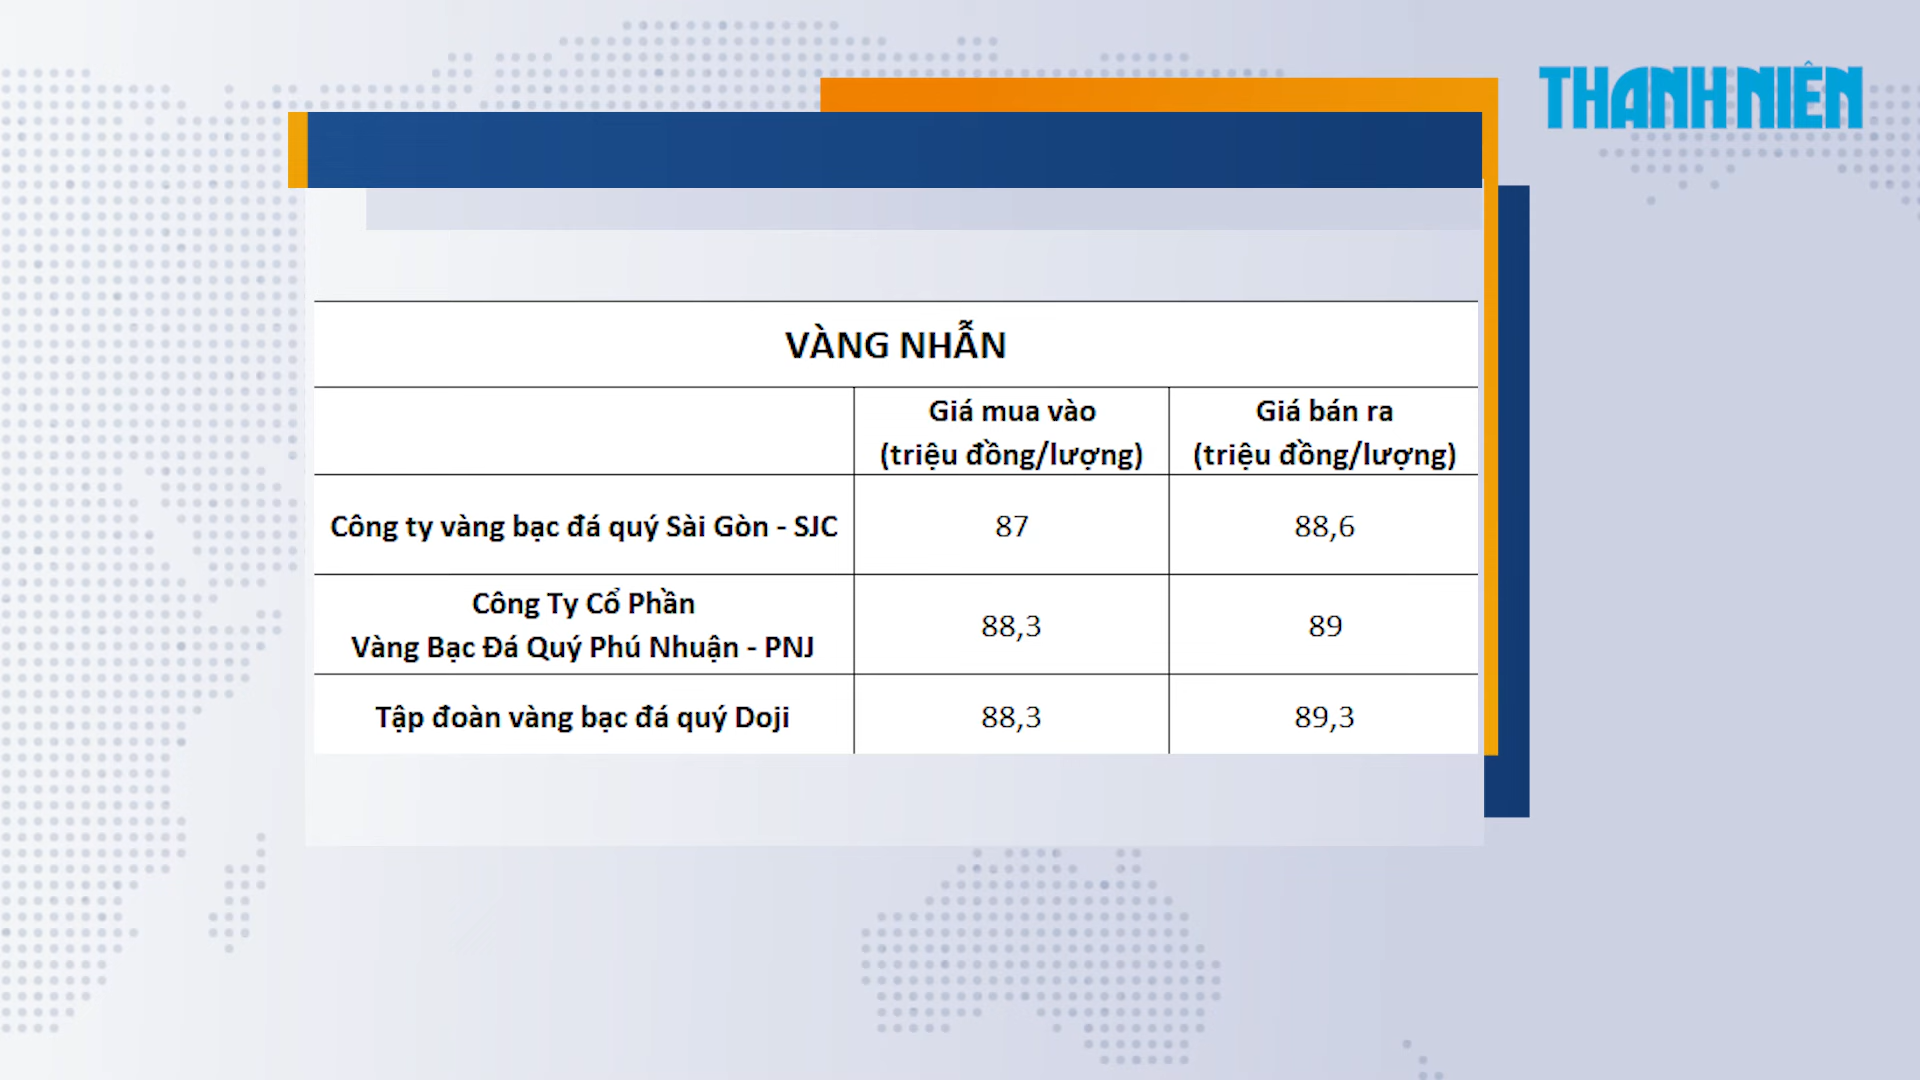 THANH NIÊN
VÀNG NHẪN
Giá mua vào
(triệu đồng/lượng)
Giá bán ra
(triệu đồng/lượng)
Công ty vàng bạc đá quý Sài Gòn - SJC
87
88,6
Công Ty Cổ Phần
Vàng Bạc Đá Quý Phú Nhuận - PNJ
88,3
89
Tập đoàn vàng bạc đá quý Doji
88,3
89,3